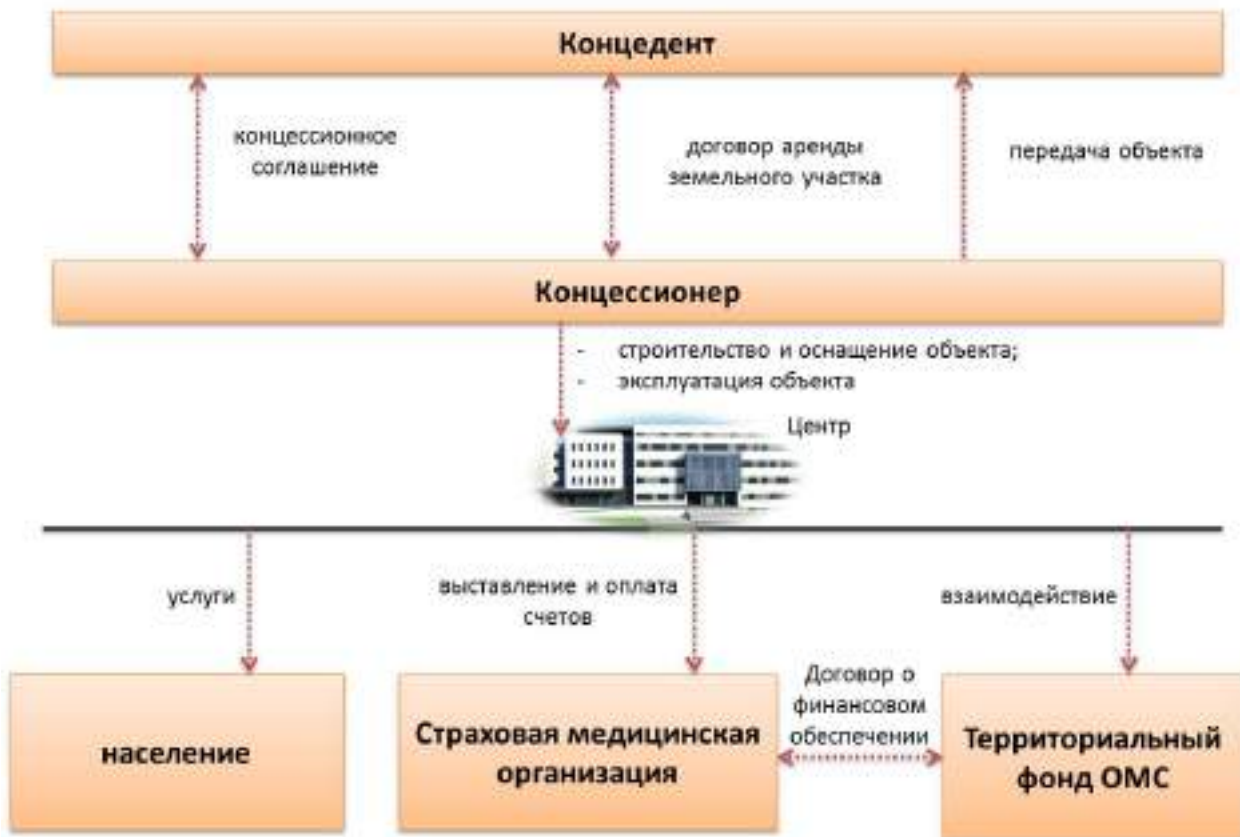 Концедент
концессионное
соглашение
договор аренды
земельного участка
передача объекта
Концессионер
- строительство и оснащение объекта;
- эксплуатация объекта
Центр
услуги
выставление и оплата
счетов
взаимодействие
население
Страховая медицинская
организация
Договор о
финансовом
обеспечении
Территориальный
фонд ОМС